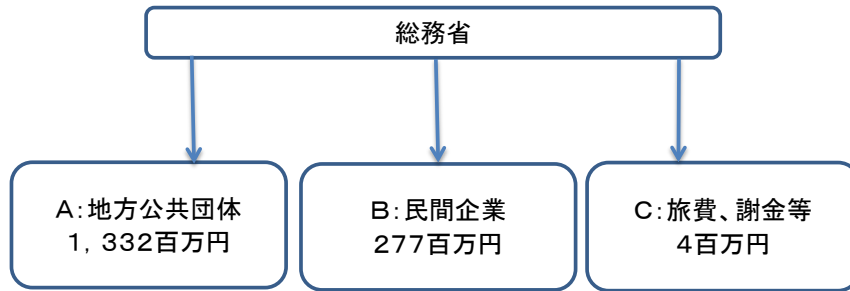 総務省
A:地方公共団体
1，332百万円
B:民間企業
277百万円
C:旅費、謝金等
4百万円